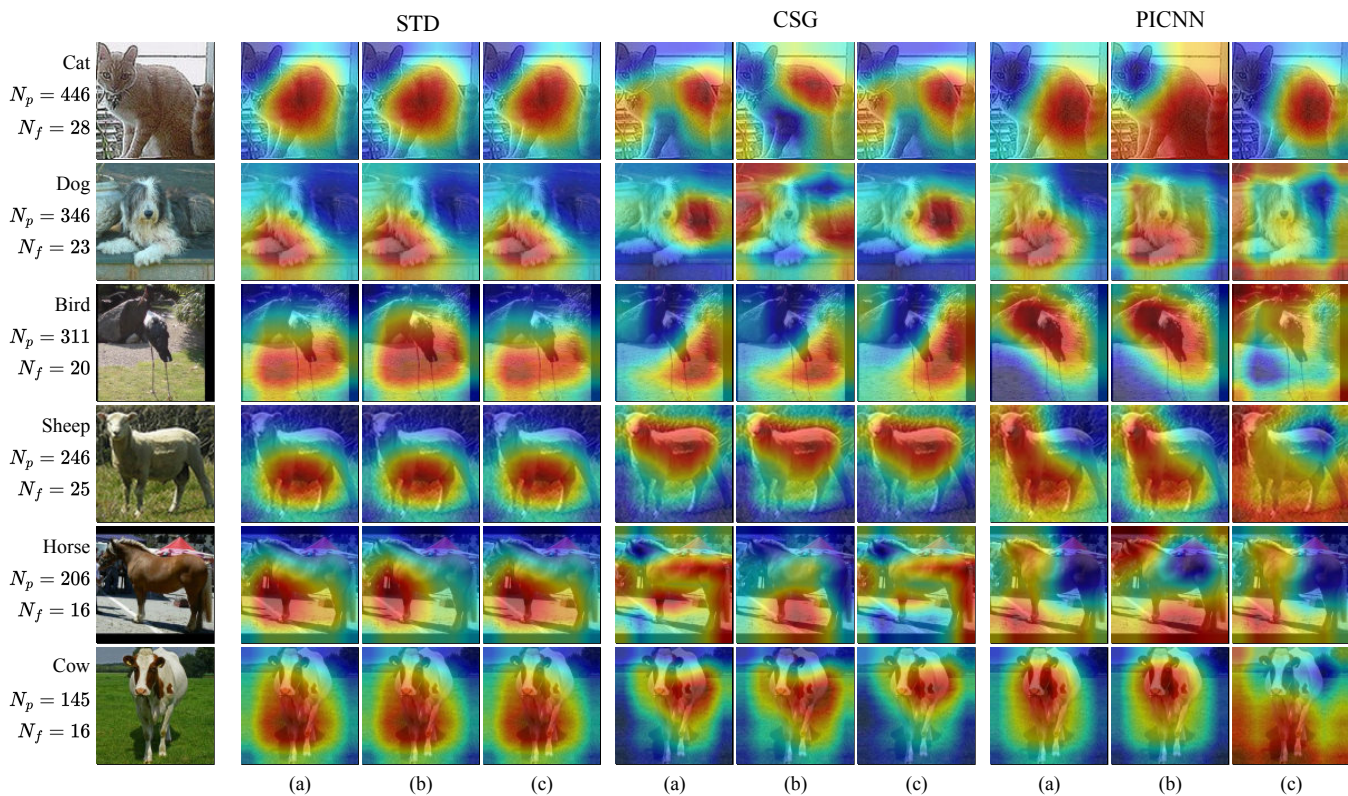 STD CSG PICNN
Cat
N_p = 446
N_f = 28
Dog
N_p = 346
N_f = 23
Bird
N_p = 311
N_f = 20
Sheep
N_p = 246
N_f = 25
Horse
N_p = 206
N_f = 16
Cow
N_p = 145
N_f = 16
(a) (b) (c) (a) (b) (c) (a) (b) (c)